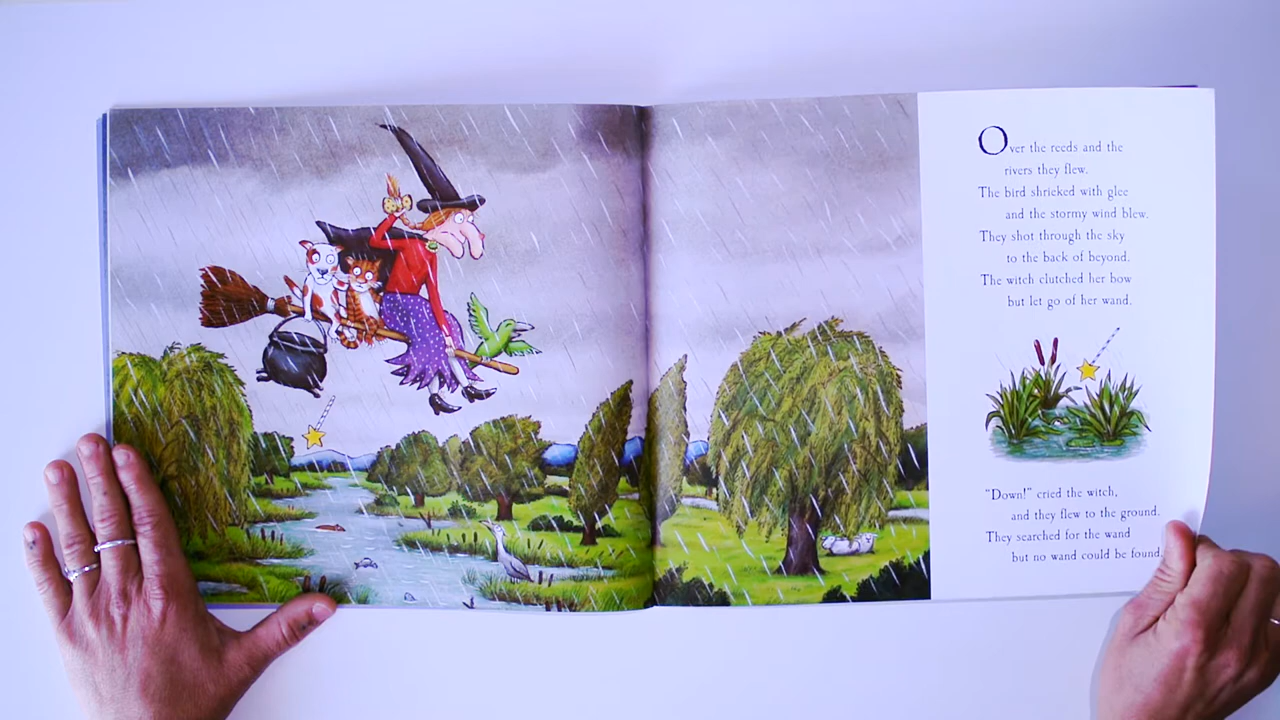 Over the reeds and the
rivers they flew.
The bird shrieked with glee
and the stormy wind blew.
They shot through the sky
to the back of beyond.
The witch clutched her bow
but let go of her wand.
“Down!” cried the witch,
and they flew to the ground.
They searched for the wand
but no wand could be found.